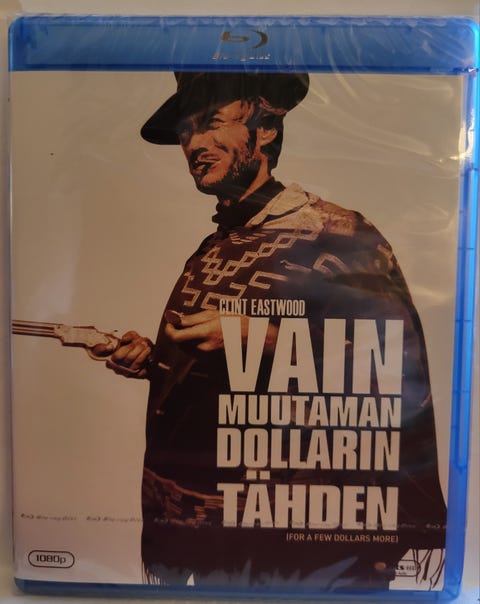 CLINT EASTWOOD
VAIN
MUUTAMAN
DOLLARIN
TÄHDEN
(FOR A FEW DOLLARS MORE)
1080p